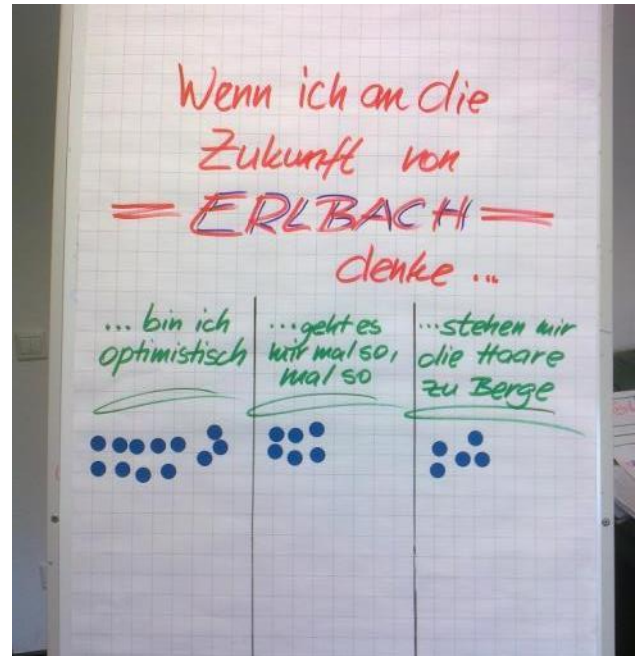 Wenn ich an die
Zukunft von
ERLBACH
denke ...
... bin ich
optimistisch
... geht es
mir mal so,
mal so
... stehen mir
die Haare
zu Berge